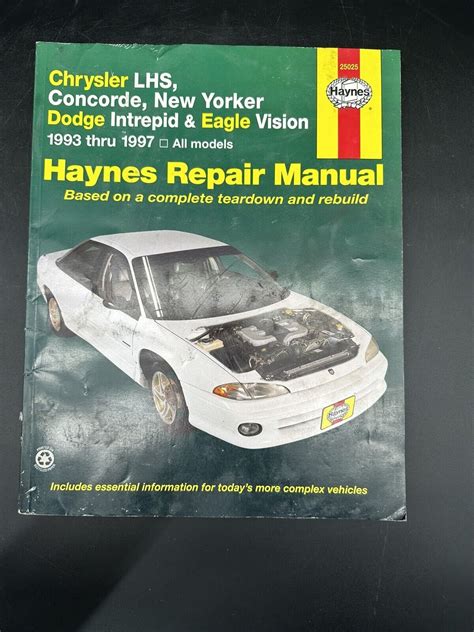 25025
Haynes
Chrysler LHS,
Concorde, New Yorker
Dodge Intrepid & Eagle Vision
1993 thru 1997 □ All models
Haynes Repair Manual
Based on a complete teardown and rebuild
Haynes
Includes essential information for today's more complex vehicles